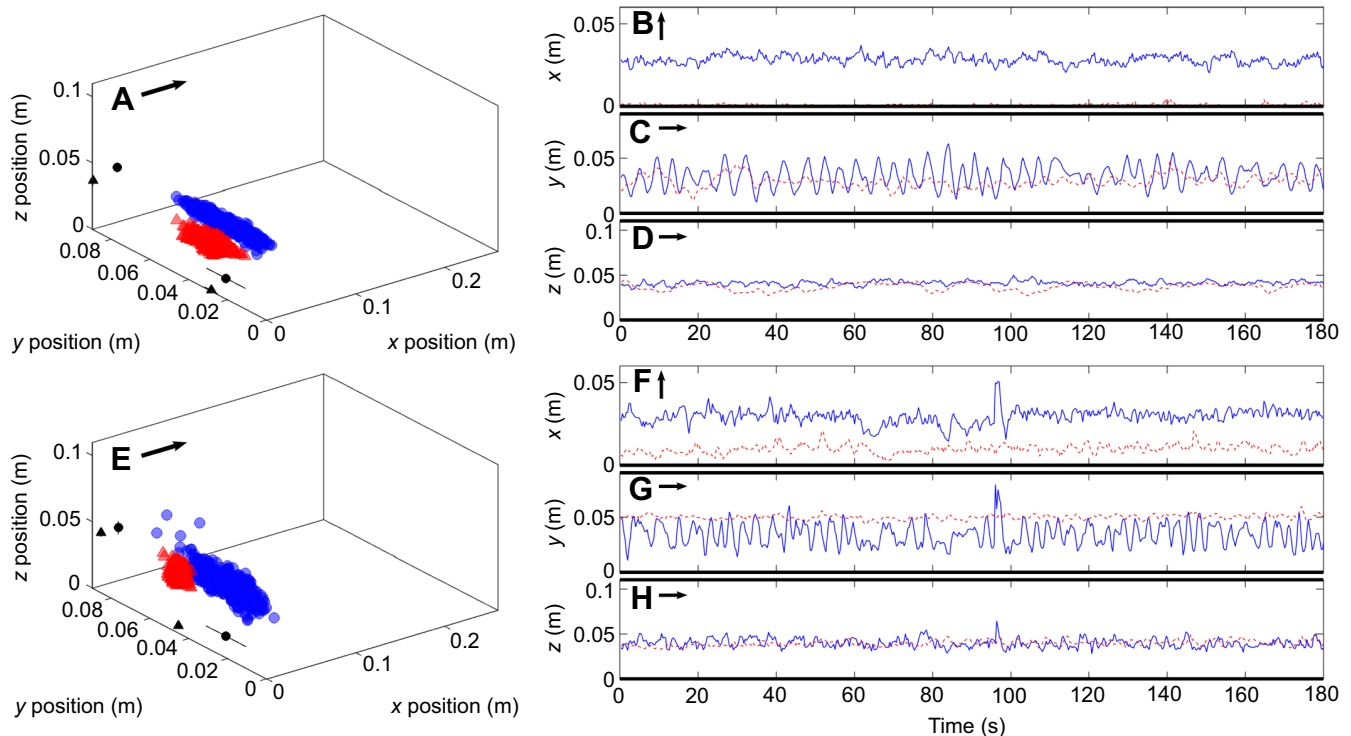 A
0.1
0.05
0
z position (m)
0.08
0.06
0.04
0.02
0
0
0.1
0.2
y position (m)
x position (m)
B
0.05
0
x (m)
C
0.05
0
y (m)
D
0.1
0.05
0
z (m)
0
20
40
60
80
100
120
140
160
180
E
0.1
0.05
0
z position (m)
0.08
0.06
0.04
0.02
0
0
0.1
0.2
y position (m)
x position (m)
F
0.05
0
x (m)
G
0.05
0
y (m)
H
0.1
0.05
0
z (m)
0
20
40
60
80
100
120
140
160
180
Time (s)